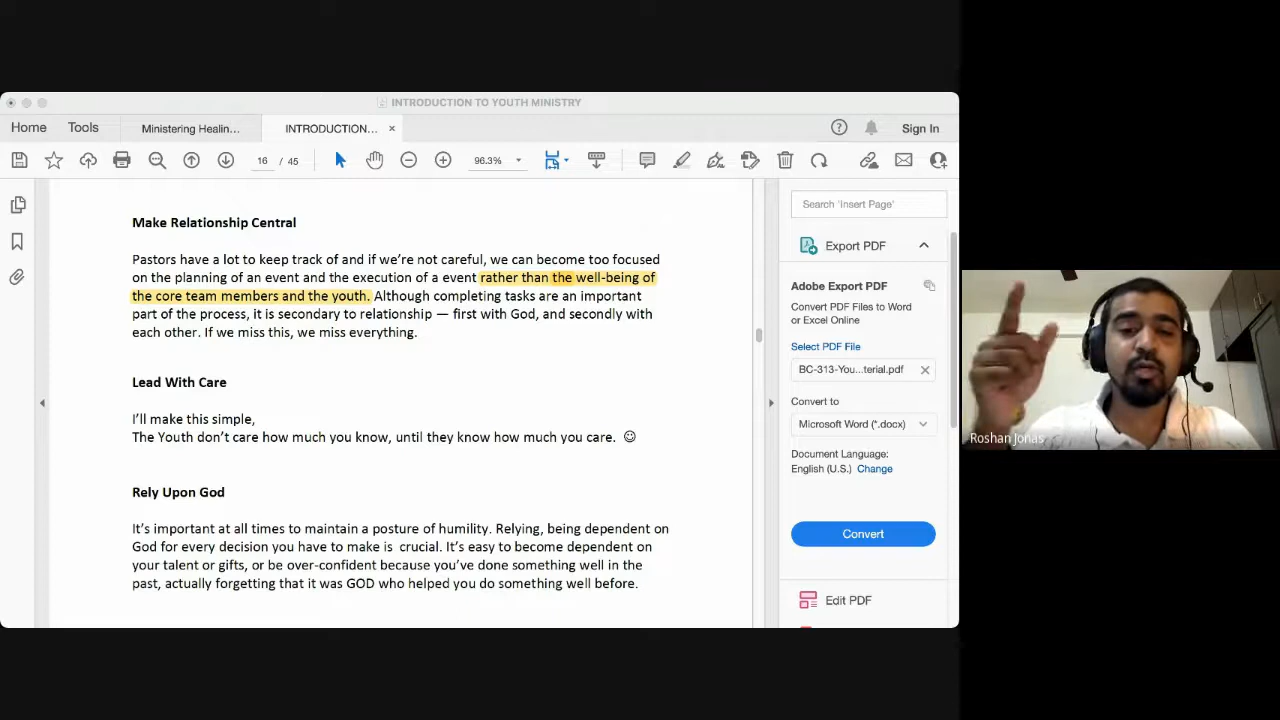 INTRODUCTION TO YOUTH MINISTRY
Home
Tools
Ministering Healin...
INTRODUCTION...
Sign In
16 / 45
96.3%
Make Relationship Central
Pastors have a lot to keep track of and if we're not careful, we can become too focused
on the planning of an event and the execution of a event rather than the well-being of
the core team members and the youth. Although completing tasks are an important
part of the process, it is secondary to relationship — first with God, and secondly with
each other. If we miss this, we miss everything.
Lead With Care
I'll make this simple,
The Youth don't care how much you know, until they know how much you care. ☺
Rely Upon God
It's important at all times to maintain a posture of humility. Relying, being dependent on
God for every decision you have to make is crucial. It's easy to become dependent on
your talent or gifts, or be over-confident because you've done something well in the
past, actually forgetting that it was GOD who helped you do something well before.
Search 'Insert Page'
Export PDF
Adobe Export PDF
Convert PDF Files to Word
or Excel Online
Select PDF File
BC-313-You...terial.pdf
Convert to
Microsoft Word (*.docx)
Document Language:
English (U.S.) Change
Convert
Edit PDF
Roshan Jonas